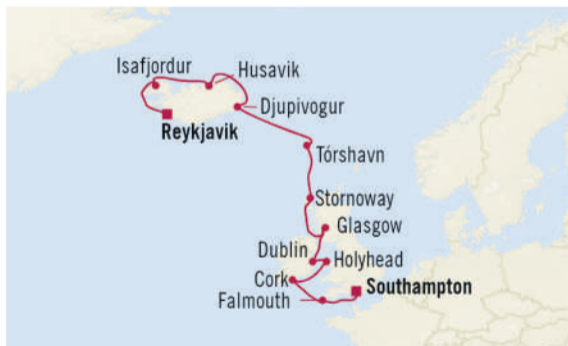 Isafjordur
Husavik
Djupivogur
Reykjavik
Tórshavn
Stornoway
Glasgow
Dublin
Holyhead
Cork
Southampton
Falmouth